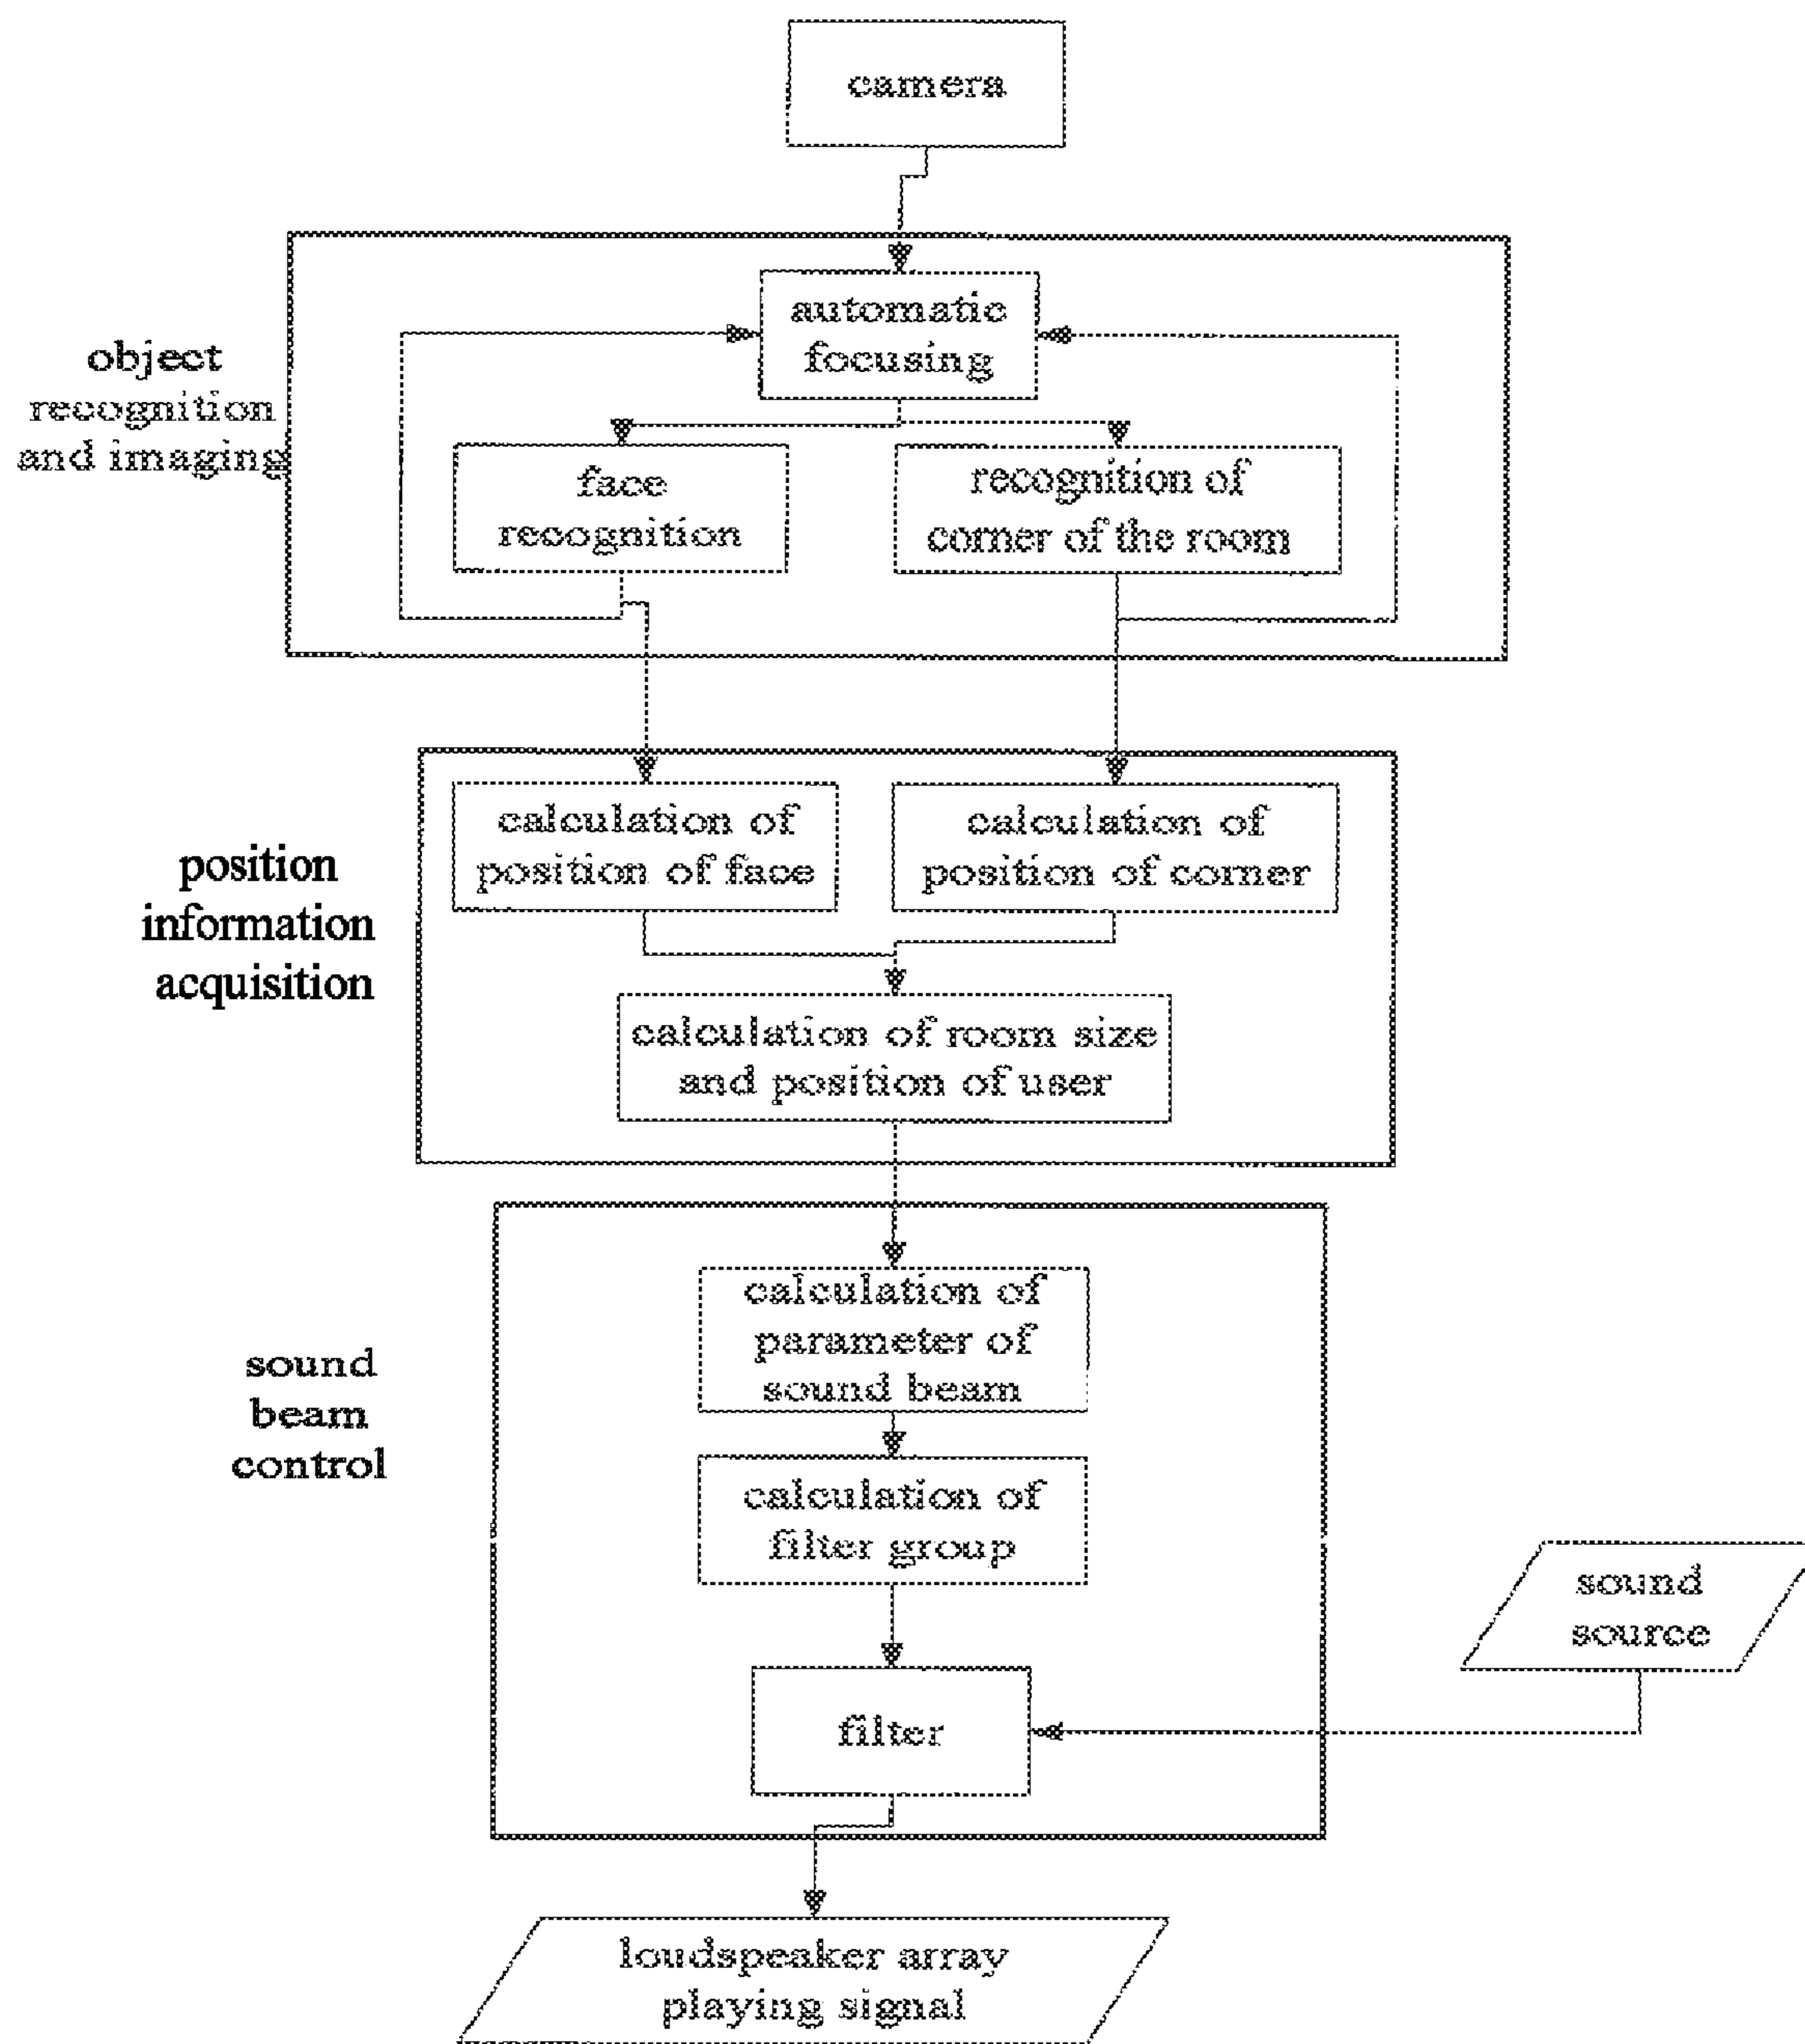 camera
object
recognition
and imaging
automatic
focusing
face
recognition
recognition of
corner of the room
position
information
acquisition
calculation of
position of face
calculation of
position of corner
calculation of room size
and position of user
sound
beam
control
calculation of
parameter of
sound beam
calculation of
filter group
filter
sound
source
loudspeaker array
playing signal